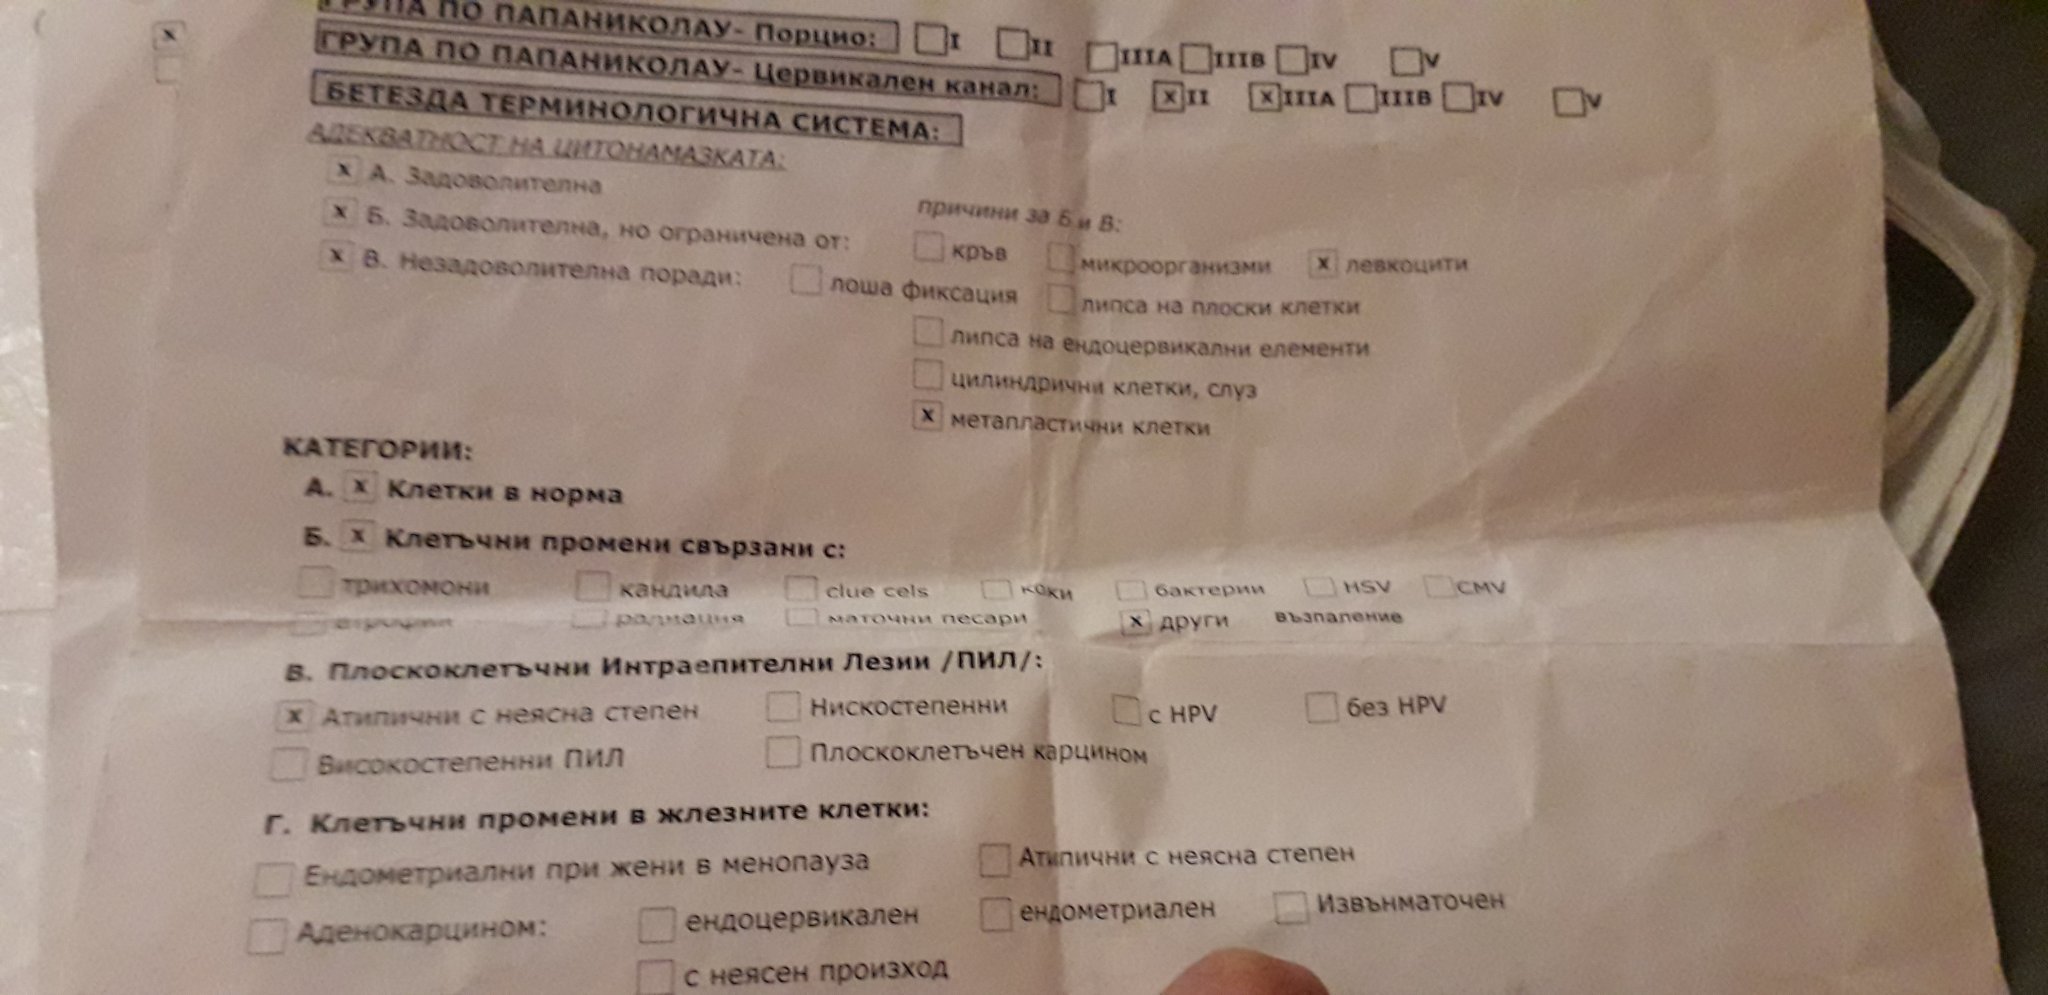 ГРУПА ПО ПАПАНИКОЛАУ- Порцио: I II IIIA IIIB IV V
x ГРУПА ПО ПАПАНИКОЛАУ- Цервикален канал: I x II x IIIA IIIB IV V
БЕТЕЗДА ТЕРМИНОЛОГИЧНА СИСТЕМА:
АДЕКВАТНОСТ НА ЦИТОНАМАЗКАТА:
x А. Задоволителна
x Б. Задоволителна, но ограничена от: причини за Б и В:
x В. Незадоволителна поради: лоша фиксация кръв микроорганизми x левкоцити
липса на плоски клетки
липса на ендоцервикални елементи
цилиндрични клетки, слуз
x метапластични клетки
КАТЕГОРИИ:
А. x Клетки в норма
Б. x Клетъчни промени свързани с:
трихомони кандила clue cels коки бактерии HSV CMV
радиация маточни песари x други възпаление
В. Плоскоклетъчни Интраепителни Лезии /ПИЛ/:
x Атипични с неясна степен Нискостепенни с HPV без HPV
Високостепенни ПИЛ Плоскоклетъчен карцином
Г. Клетъчни промени в жлезните клетки:
Ендометриални при жени в менопауза Атипични с неясна степен
Аденокарцином: ендоцервикален ендометриален Извънматочен
с неясен произход